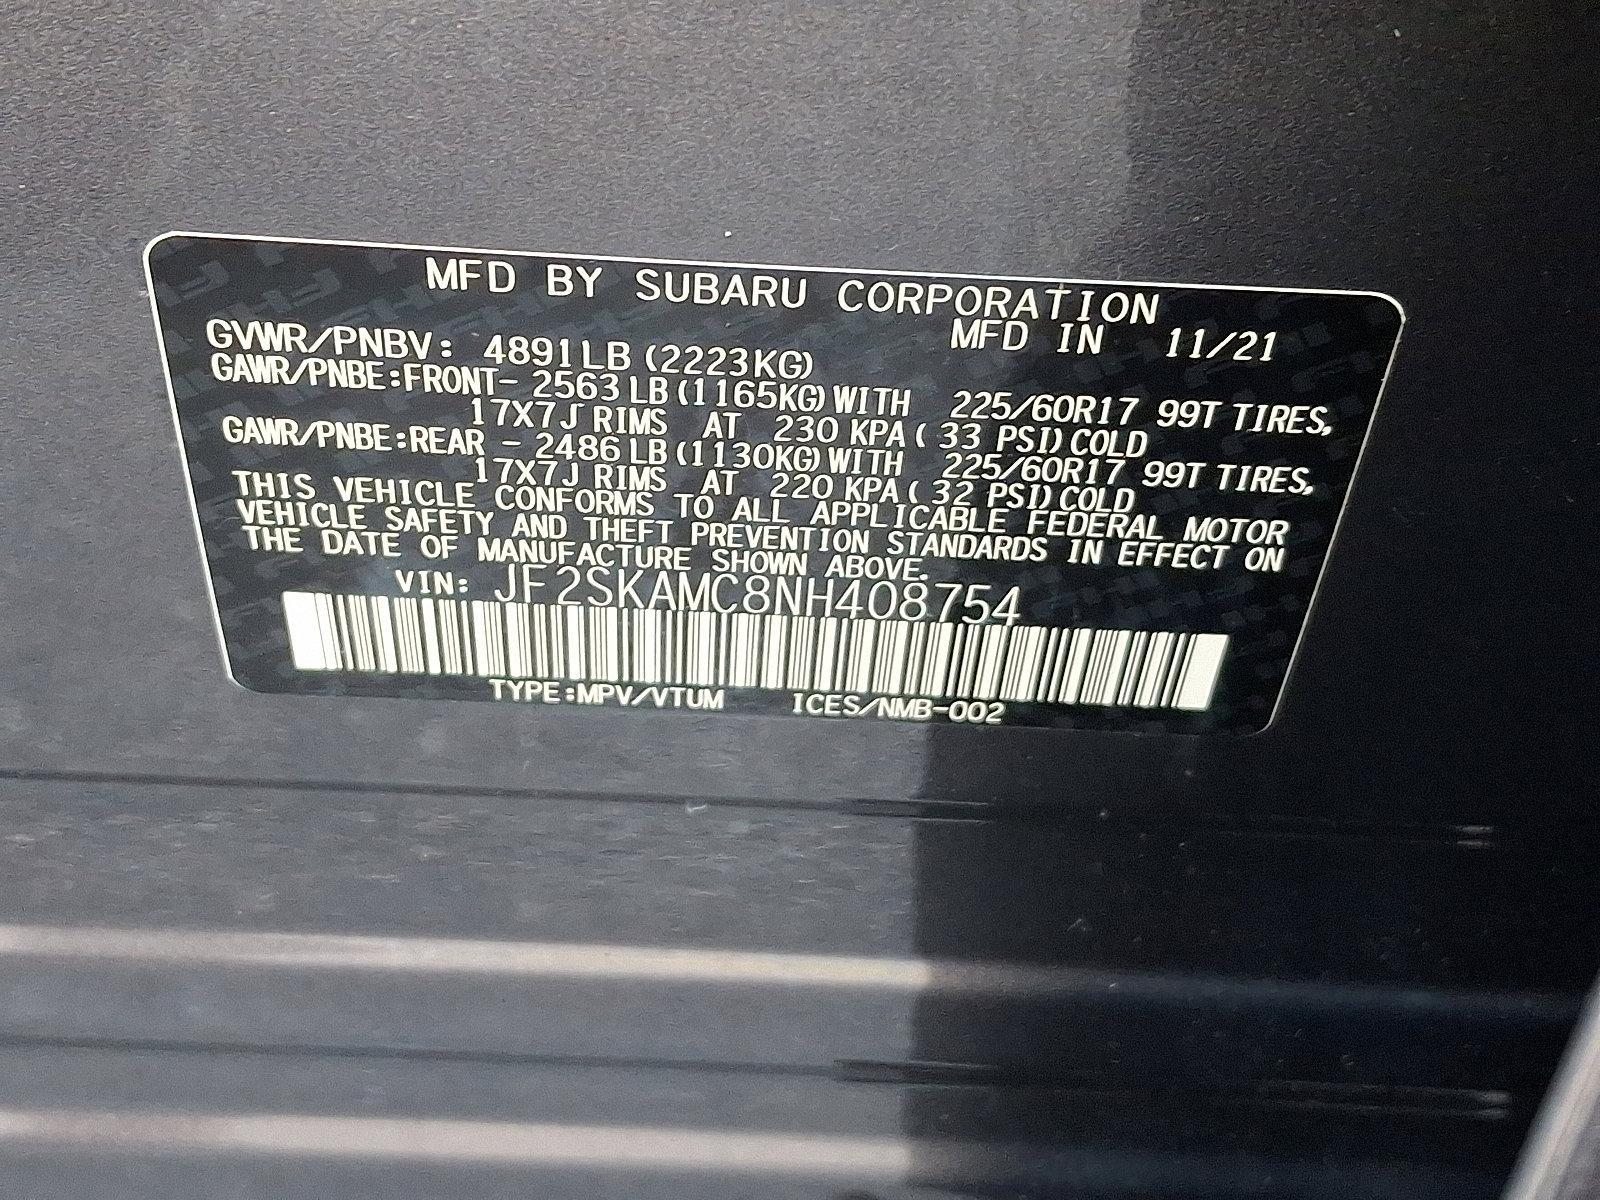 MFD BY SUBARU CORPORATION
MFD IN 11/21
GVWR/PNBV: 4891LB (2223KG)
GAWR/PNBE:FRONT- 2563LB(1165KG)WITH 225/60R17 99T TIRES,
17X7J RIMS AT 230 KPA( 33 PSI)COLD
GAWR/PNBE:REAR - 2486LB(1130KG)WITH 225/60R17 99T TIRES,
17X7J RIMS AT 220 KPA( 32 PSI)COLD
THIS VEHICLE CONFORMS TO ALL APPLICABLE FEDERAL MOTOR
VEHICLE SAFETY AND THEFT PREVENTION STANDARDS IN EFFECT ON
THE DATE OF MANUFACTURE SHOWN ABOVE.
VIN: JF2SKAMC8NH408754
TYPE:MPV/VTUM ICES/NMB-002